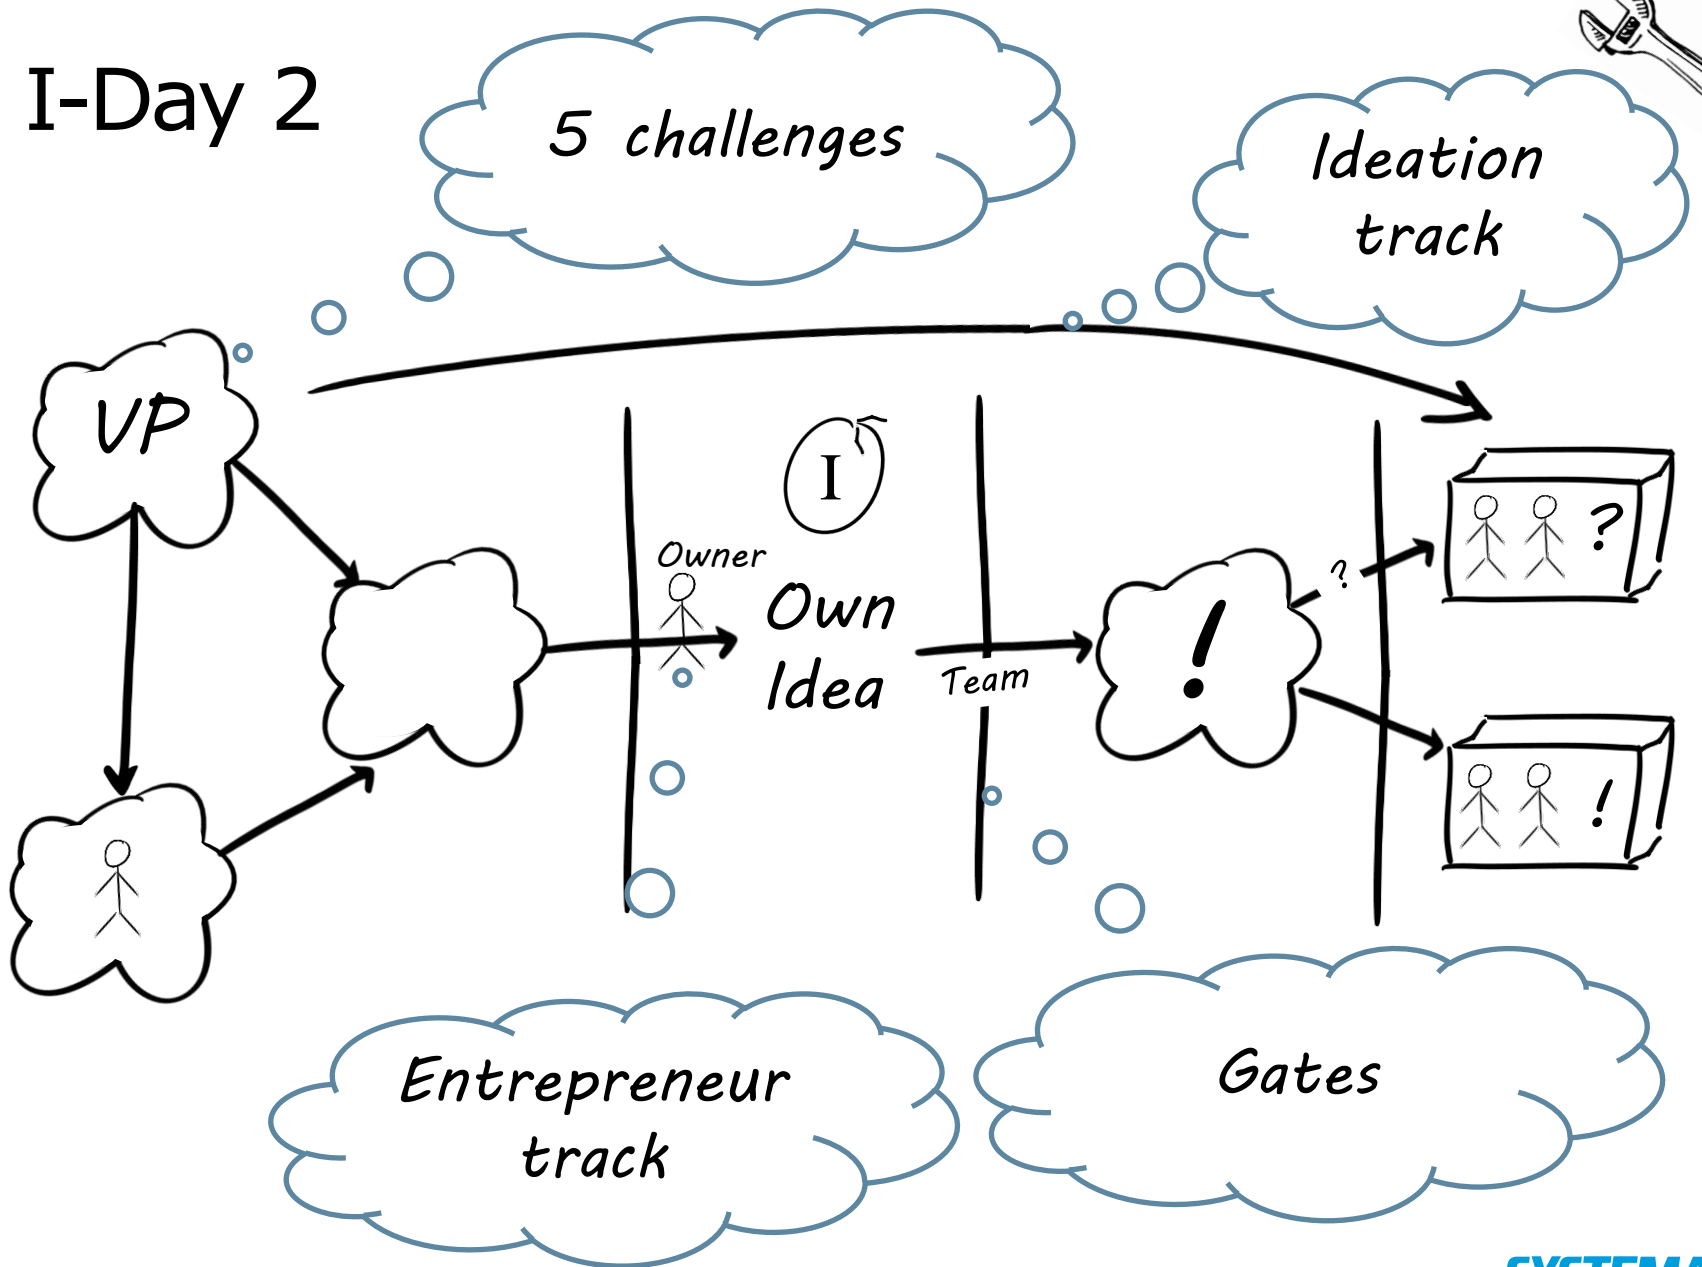 I-Day 2
5 challenges
Ideation
track
VP
I
Owner
Own
Idea
Team
!
?
?
!
Entrepreneur
track
Gates